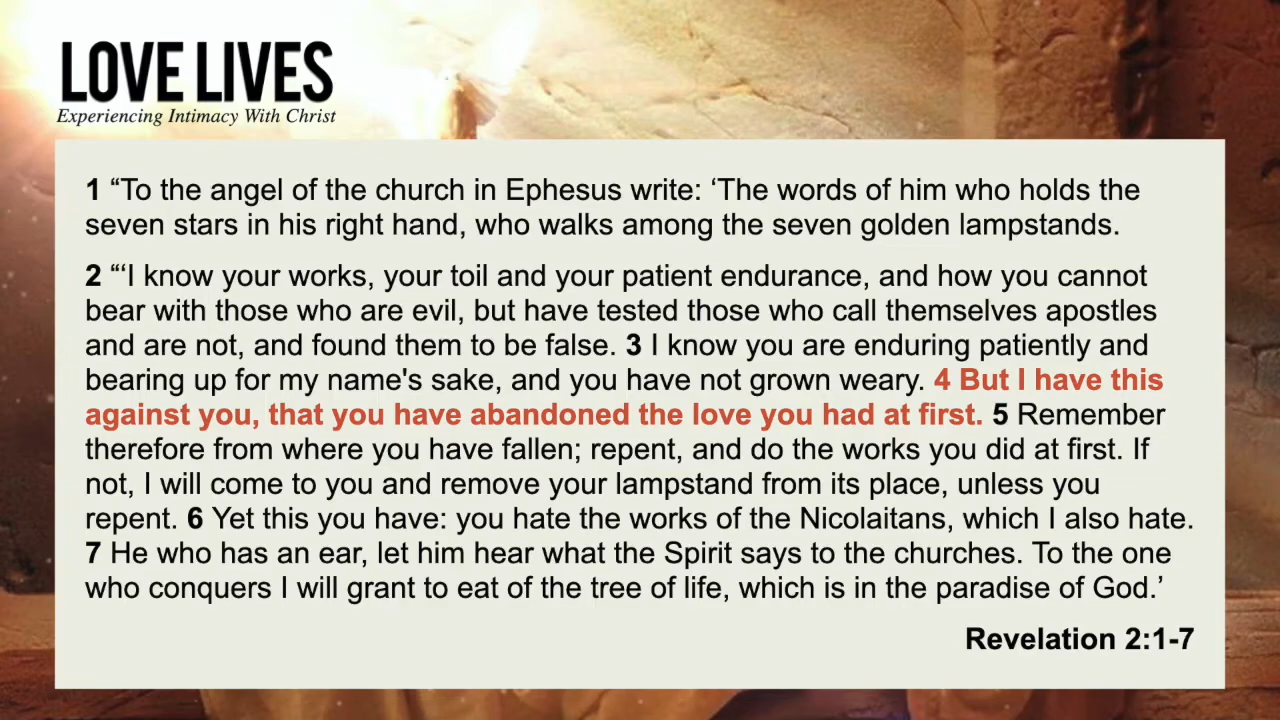 LOVE LIVES
Experiencing Intimacy With Christ
1 “To the angel of the church in Ephesus write: ‘The words of him who holds the
seven stars in his right hand, who walks among the seven golden lampstands.
2 “‘I know your works, your toil and your patient endurance, and how you cannot
bear with those who are evil, but have tested those who call themselves apostles
and are not, and found them to be false. 3 I know you are enduring patiently and
bearing up for my name's sake, and you have not grown weary. 4 But I have this
against you, that you have abandoned the love you had at first. 5 Remember
therefore from where you have fallen; repent, and do the works you did at first. If
not, I will come to you and remove your lampstand from its place, unless you
repent. 6 Yet this you have: you hate the works of the Nicolaitans, which I also hate.
7 He who has an ear, let him hear what the Spirit says to the churches. To the one
who conquers I will grant to eat of the tree of life, which is in the paradise of God.’
Revelation 2:1-7